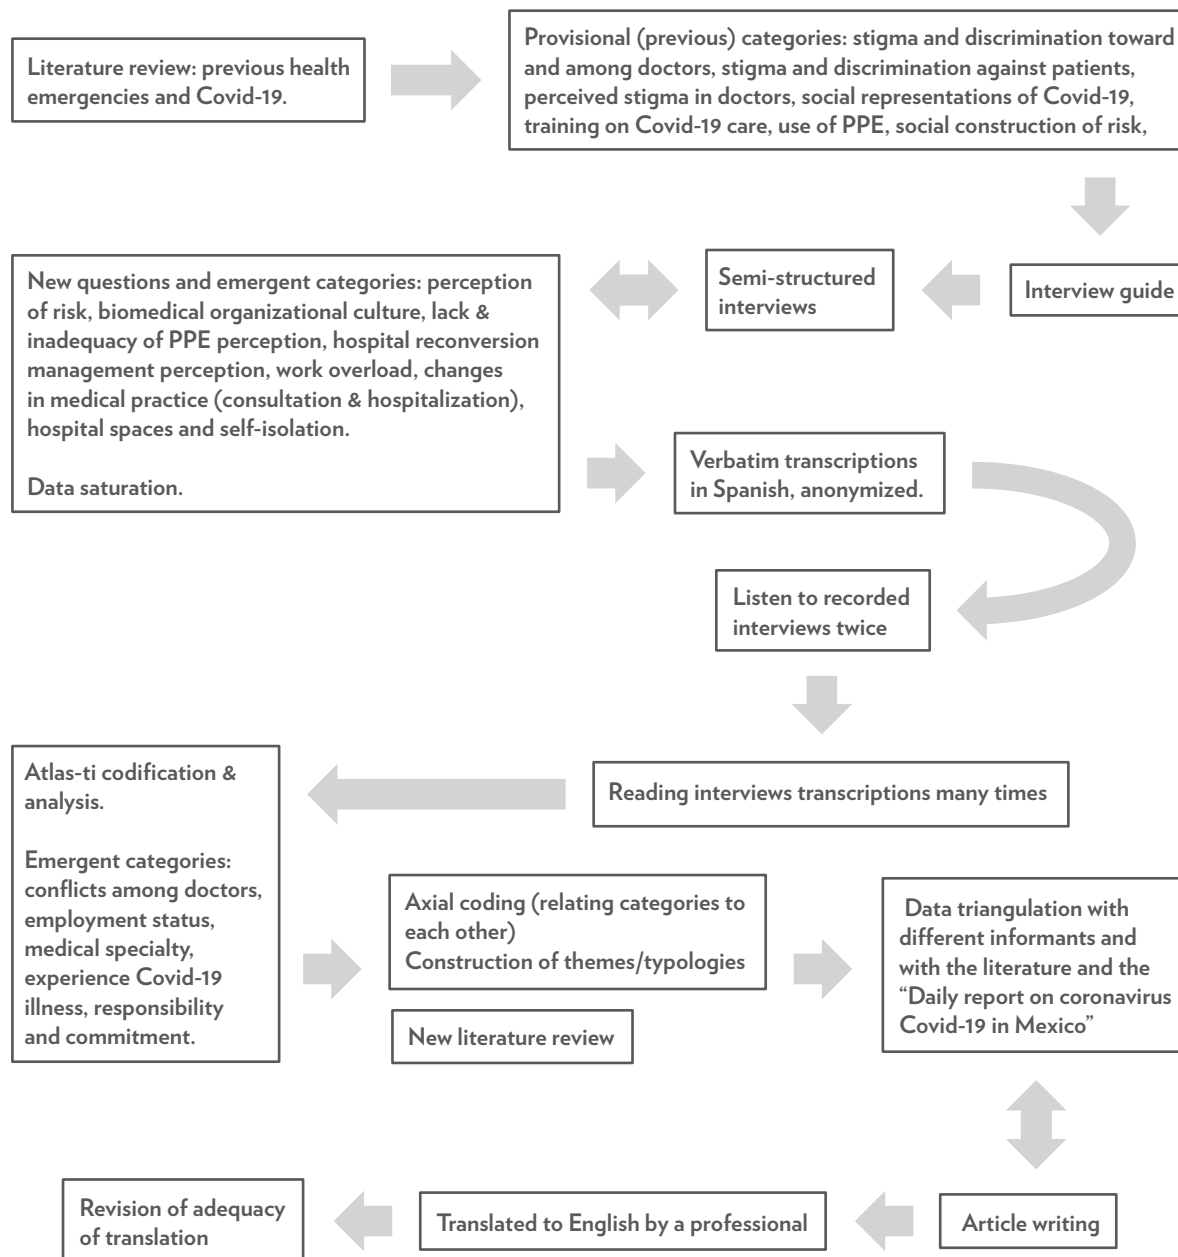 Literature review: previous health
emergencies and Covid-19.
Provisional (previous) categories: stigma and discrimination toward
and among doctors, stigma and discrimination against patients,
perceived stigma in doctors, social representations of Covid-19,
training on Covid-19 care, use of PPE, social construction of risk,
Interview guide
Semi-structured
interviews
New questions and emergent categories: perception
of risk, biomedical organizational culture, lack &
inadequacy of PPE perception, hospital reconversion
management perception, work overload, changes
in medical practice (consultation & hospitalization),
hospital spaces and self-isolation.
Data saturation.
Verbatim transcriptions
in Spanish, anonymized.
Listen to recorded
interviews twice
Reading interviews transcriptions many times
Atlas-ti codification &
analysis.
Emergent categories:
conflicts among doctors,
employment status,
medical specialty,
experience Covid-19
illness, responsibility
and commitment.
Axial coding (relating categories to
each other)
Construction of themes/typologies
New literature review
Data triangulation with
different informants and
with the literature and the
“Daily report on coronavirus
Covid-19 in Mexico”
Article writing
Translated to English by a professional
Revision of adequacy
of translation